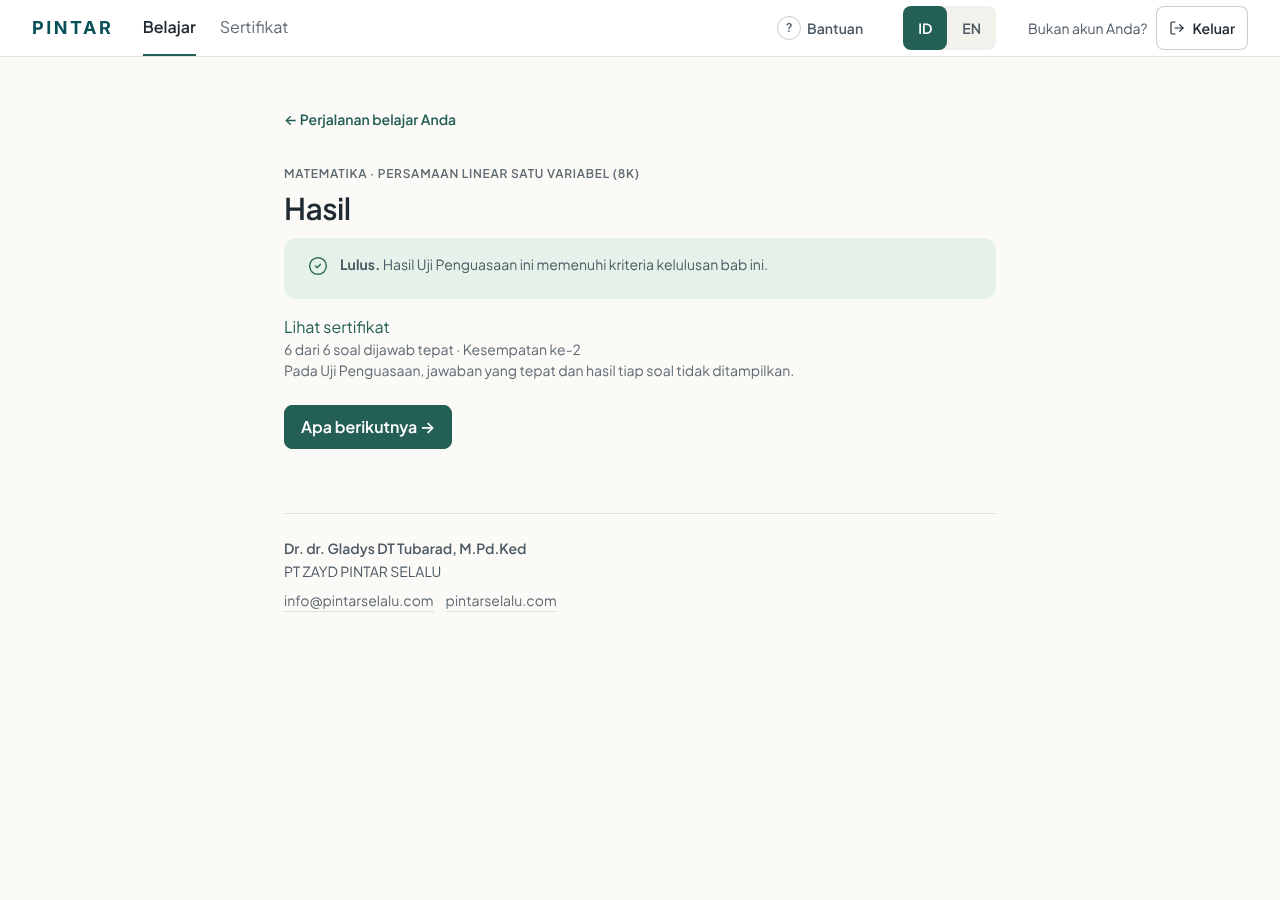 PINTAR
Belajar
Sertifikat
? Bantuan
ID
EN
Bukan akun Anda?
Keluar
← Perjalanan belajar Anda
MATEMATIKA · PERSAMAAN LINEAR SATU VARIABEL (8K)
Hasil
Lulus. Hasil Uji Penguasaan ini memenuhi kriteria kelulusan bab ini.
Lihat sertifikat
6 dari 6 soal dijawab tepat · Kesempatan ke-2
Pada Uji Penguasaan, jawaban yang tepat dan hasil tiap soal tidak ditampilkan.
Apa berikutnya →
Dr. dr. Gladys DT Tubarad, M.Pd.Ked
PT ZAYD PINTAR SELALU
info@pintarselalu.com pintarselalu.com